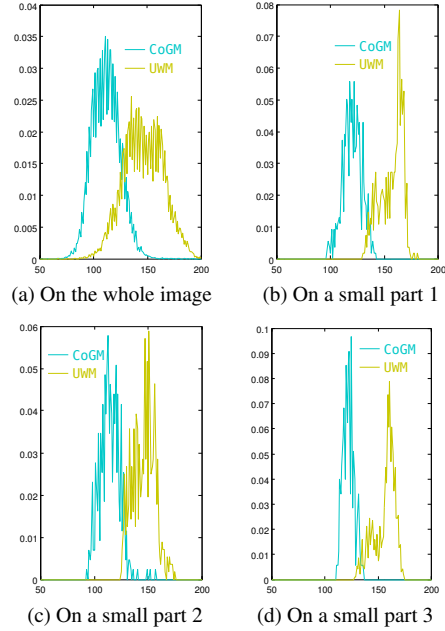 0.04
0.035
0.03
0.025
0.02
0.015
0.01
0.005
0
50 100 150 200
CoGM
UWM
(a) On the whole image
0.08
0.07
0.06
0.05
0.04
0.03
0.02
0.01
0
50 100 150 200
CoGM
UWM
(b) On a small part 1
0.06
0.05
0.04
0.03
0.02
0.01
0
50 100 150 200
CoGM
UWM
(c) On a small part 2
0.1
0.09
0.08
0.07
0.06
0.05
0.04
0.03
0.02
0.01
0
50 100 150 200
CoGM
UWM
(d) On a small part 3